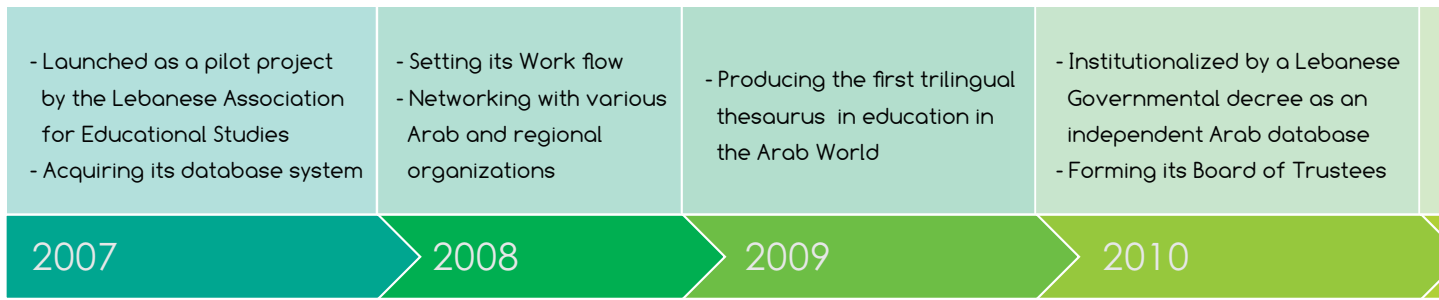 - Launched as a pilot project
by the Lebanese Association
for Educational Studies
- Acquiring its database system
2007
- Setting its Work flow
- Networking with various
Arab and regional
organizations
2008
- Producing the first trilingual
thesaurus in education in
the Arab World
2009
- Institutionalized by a Lebanese
Governmental decree as an
independent Arab database
- Forming its Board of Trustees
2010